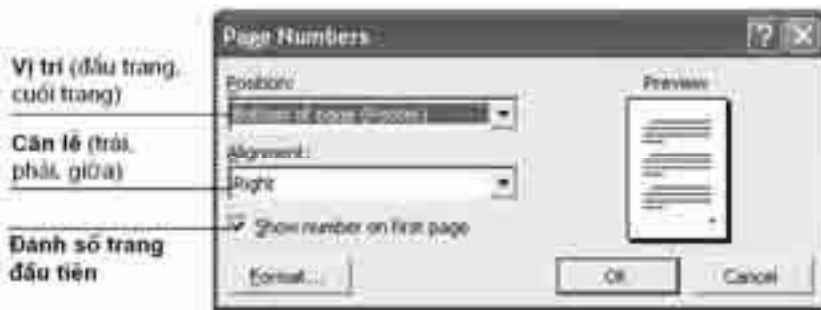 Page Numbers
Vị trí (đầu trang,
cuối trang)
Position:
Bottom of page (Footer)
Preview
Căn lề (trái,
phải, giữa)
Alignment:
Right
Show number on first page
Đánh số trang
đầu tiên
Format...
OK
Cancel